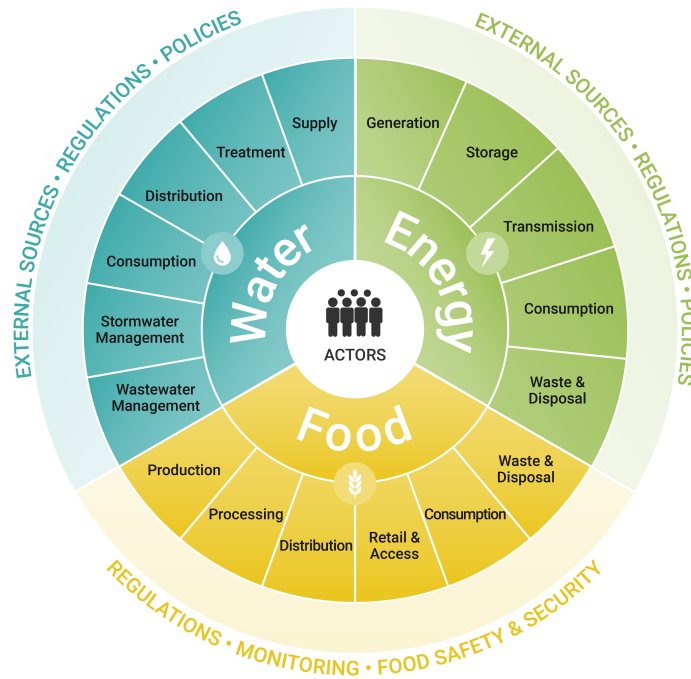 EXTERNAL SOURCES • REGULATIONS • POLICIES
EXTERNAL SOURCES • REGULATIONS • POLICIES
Supply
Treatment
Distribution
Consumption
Stormwater
Management
Wastewater
Management
Water
Generation
Storage
Transmission
Consumption
Waste &
Disposal
Energy
ACTORS
Food
Production
Processing
Distribution
Retail &
Access
Consumption
Waste &
Disposal
REGULATIONS • MONITORING • FOOD SAFETY & SECURITY